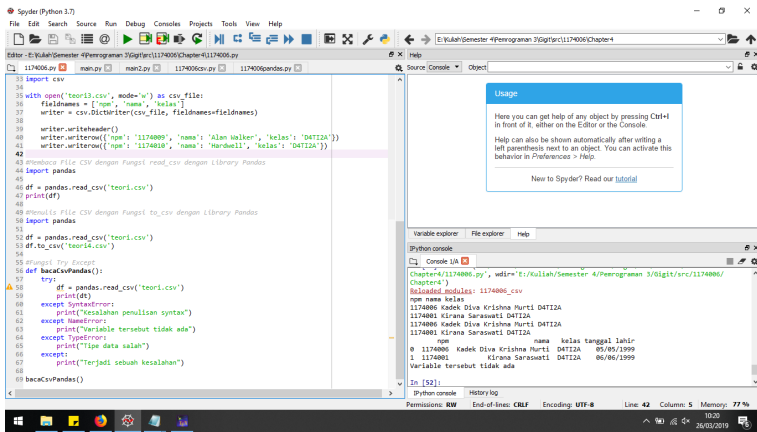 Spyder (Python 3.7)
File Edit Search Source Run Debug Consoles Projects Tools View Help
E:\Kuliah\Semester 4\Pemrograman 3\Gigit\src\1174006\Chapter4
Editor - E:\Kuliah\Semester 4\Pemrograman 3\Gigit\src\1174006\Chapter4\1174006.py
1174006.py main.py main2.py 1174006csv.py 1174006pandas.py
33 import csv
34
35 with open('teori3.csv', mode='w') as csv_file:
36 fieldnames = ['npm', 'nama', 'kelas']
37 writer = csv.DictWriter(csv_file, fieldnames=fieldnames)
38
39 writer.writeheader()
40 writer.writerow({'npm': '1174009', 'nama': 'Alan Walker', 'kelas': 'D4TI2A'})
41 writer.writerow({'npm': '1174010', 'nama': 'Hardwell', 'kelas': 'D4TI2A'})
42
43 #Membaca File CSV dengan Fungsi read_csv dengan Library Pandas
44 import pandas
45
46 df = pandas.read_csv('teori.csv')
47 print(df)
48
49 #Menulis File CSV dengan Fungsi to_csv dengan Library Pandas
50 import pandas
51
52 df = pandas.read_csv('teori.csv')
53 df.to_csv('teori4.csv')
54
55 #Fungsi Try Except
56 def bacaCsvPandas():
57 try:
58 df = pandas.read_csv('teori.csv')
59 print(dt)
60 except SyntaxError:
61 print("Kesalahan penulisan syntax")
62 except NameError:
63 print("Variable tersebut tidak ada")
64 except TypeError:
65 print("Tipe data salah")
66 except:
67 print("Terjadi sebuah kesalahan")
68
69 bacaCsvPandas()
Help
Source Console Object
Usage
Here you can get help of any object by pressing Ctrl+I
in front of it, either on the Editor or the Console.
Help can also be shown automatically after writing a
left parenthesis next to an object. You can activate this
behavior in Preferences > Help.
New to Spyder? Read our tutorial
Variable explorer File explorer Help
IPython console
Console 1/A
Chapter4/1174006.py', wdir='E:/Kuliah/Semester 4/Pemrograman 3/Gigit/src/1174006/
Chapter4')
Reloaded modules: 1174006_csv
npm nama kelas
1174006 Kadek Diva Krishna Murti D4TI2A
1174001 Kirana Saraswati D4TI2A
1174006 Kadek Diva Krishna Murti D4TI2A
1174001 Kirana Saraswati D4TI2A
npm nama kelas tanggal lahir
0 1174006 Kadek Diva Krishna Murti D4TI2A 05/05/1999
1 1174001 Kirana Saraswati D4TI2A 06/06/1999
Variable tersebut tidak ada
In [52]:
IPython console History log
Permissions: RW End-of-lines: CRLF Encoding: UTF-8 Line: 42 Column: 5 Memory: 77 %
10:20
26/03/2019